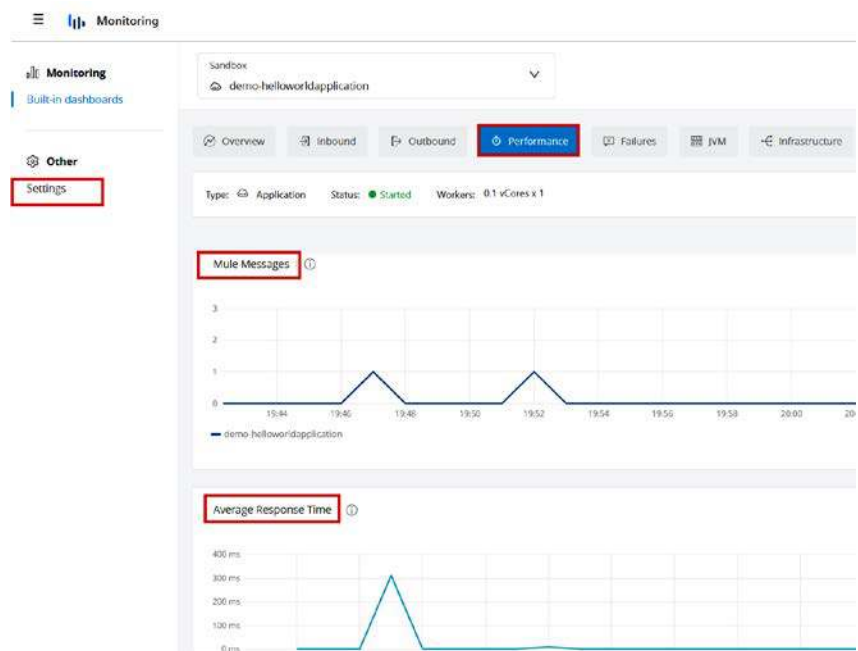 Monitoring
Monitoring
Built-in dashboards
Other
Settings
Sandbox
demo-helloworldapplication
Overview
Inbound
Outbound
Performance
Failures
JVM
Infrastructure
Type: Application Status: Started Workers: 0.1 vCores x 1
Mule Messages
3
2
1
0
19:44 19:46 19:48 19:50 19:52 19:54 19:56 19:58 20:00 20
demo-helloworldapplication
Average Response Time
400 ms
300 ms
200 ms
100 ms
0 ms